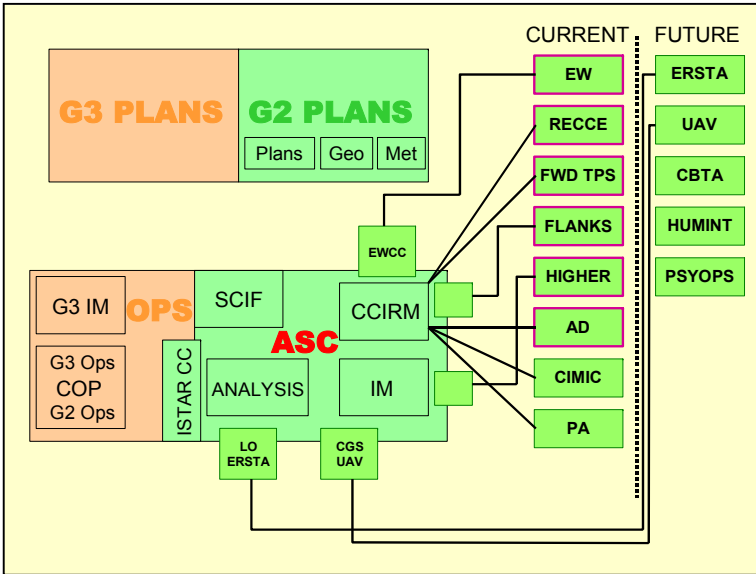 CURRENT
FUTURE
G3 PLANS
G2 PLANS
Plans
Geo
Met
EW
RECCE
FWD TPS
FLANKS
HIGHER
AD
CIMIC
PA
ERSTA
UAV
CBTA
HUMINT
PSYOPS
EWCC
G3 IM
OPS
SCIF
CCIRM
ASC
G3 Ops
COP
G2 Ops
ISTAR CC
ANALYSIS
IM
LO
ERSTA
CGS
UAV